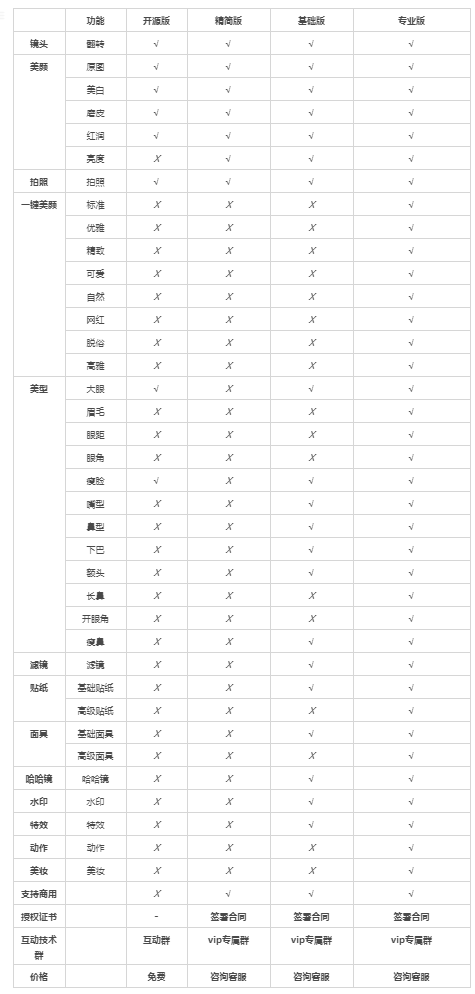 功能 开源版 精简版 基础版 专业版
镜头 翻转 √ √ √ √
美颜 原图 √ √ √ √
美白 √ √ √ √
磨皮 √ √ √ √
红润 √ √ √ √
亮度 X √ √ √
拍照 拍照 √ √ √ √
一键美颜 标准 X X X √
优雅 X X X √
精致 X X X √
可爱 X X X √
自然 X X X √
网红 X X X √
脱俗 X X X √
高雅 X X X √
美型 大眼 √ X √ √
眉毛 X X X √
眼距 X X X √
眼角 X X X √
瘦脸 √ X √ √
嘴型 X X √ √
鼻型 X X √ √
下巴 X X √ √
额头 X X √ √
长鼻 X X X √
开眼角 X X X √
瘦鼻 X X √ √
滤镜 滤镜 X X √ √
贴纸 基础贴纸 X X √ √
高级贴纸 X X X √
面具 基础面具 X X √ √
高级面具 X X X √
哈哈镜 哈哈镜 X X √ √
水印 水印 X X √ √
特效 特效 X X √ √
动作 动作 X X X √
美妆 美妆 X X X √
支持商用 X √ √ √
授权证书 - 签署合同 签署合同 签署合同
互动技术 互动群 vip专属群 vip专属群 vip专属群
群
价格 免费 咨询客服 咨询客服 咨询客服